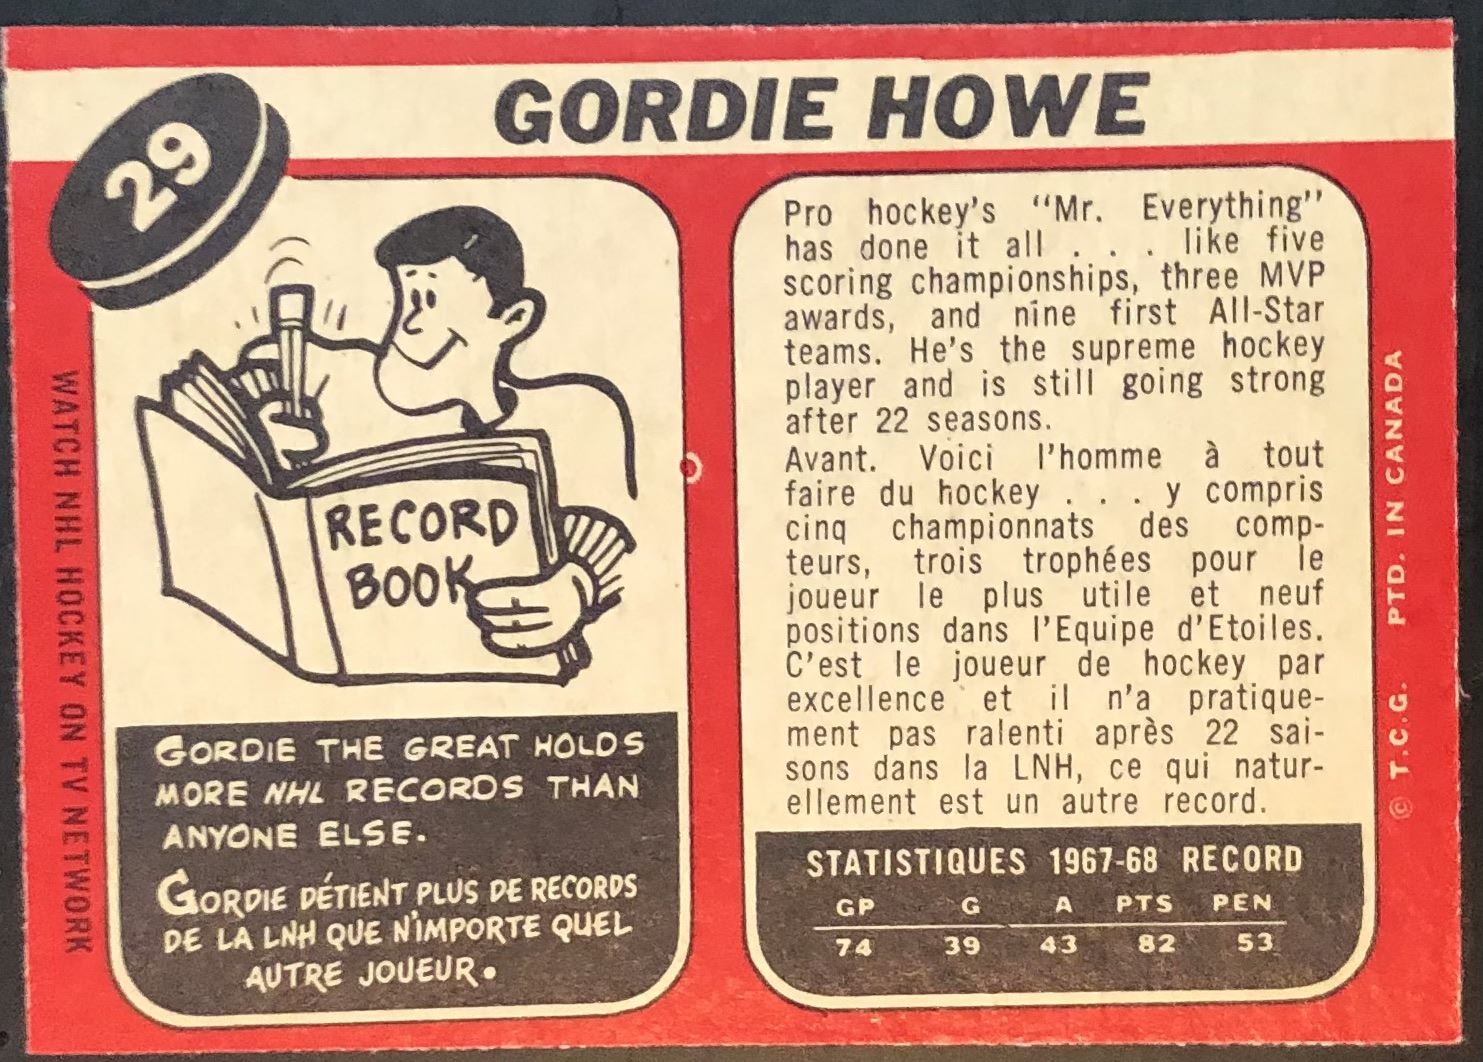 29
GORDIE HOWE
RECORD
BOOK
GORDIE THE GREAT HOLDS
MORE NHL RECORDS THAN
ANYONE ELSE.
GORDIE DÉTIENT PLUS DE RECORDS
DE LA LNH QUE N'IMPORTE QUEL
AUTRE JOUEUR.
Pro hockey's "Mr. Everything"
has done it all . . . like five
scoring championships, three MVP
awards, and nine first All-Star
teams. He's the supreme hockey
player and is still going strong
after 22 seasons.
Avant. Voici l'homme à tout
faire du hockey . . . y compris
cinq championnats des comp-
teurs, trois trophées pour le
joueur le plus utile et neuf
positions dans l'Equipe d'Etoiles.
C'est le joueur de hockey par
excellence et il n'a pratique-
ment pas ralenti après 22 sai-
sons dans la LNH, ce qui natur-
ellement est un autre record.
STATISTIQUES 1967-68 RECORD
GP G A PTS PEN
74 39 43 82 53
WATCH NHL HOCKEY ON TV NETWORK
© T.C.G. PTD. IN CANADA